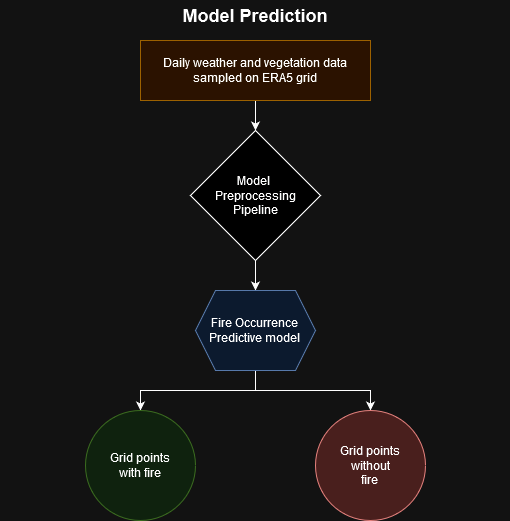 Model Prediction
Daily weather and vegetation data
sampled on ERA5 grid
Model
Preprocessing
Pipeline
Fire Occurrence
Predictive model
Grid points
with fire
Grid points
without
fire